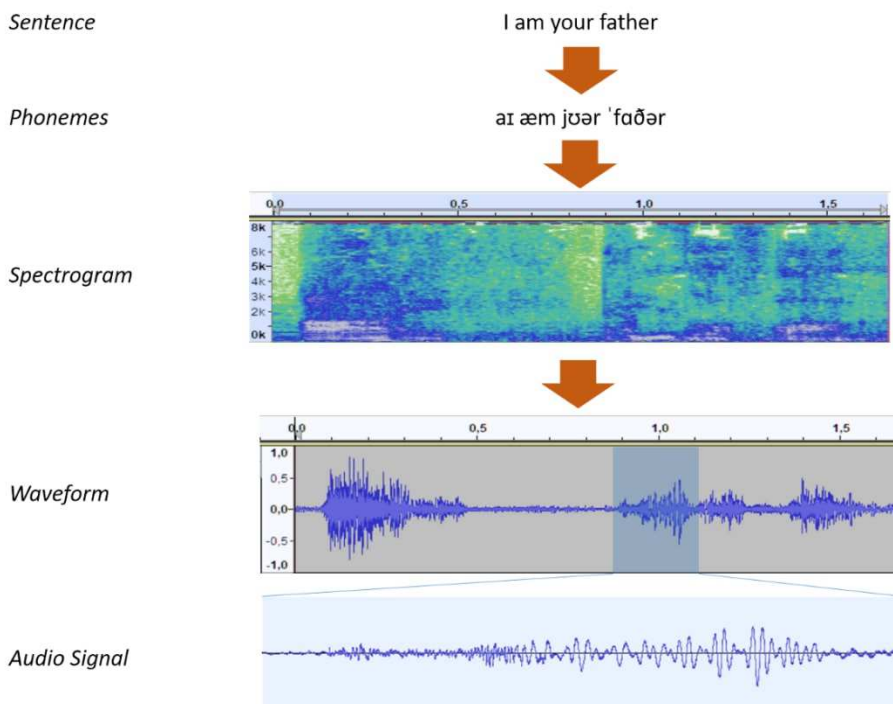 Sentence
I am your father
Phonemes
aɪ æm jʊər ˈfɑðər
0,0 0,5 1,0 1,5
Spectrogram
8k
6k
5k
4k
3k
2k
0k
0,0 0,5 1,0 1,5
Waveform
1,0
0,5
0,0
-0,5
-1,0
Audio Signal